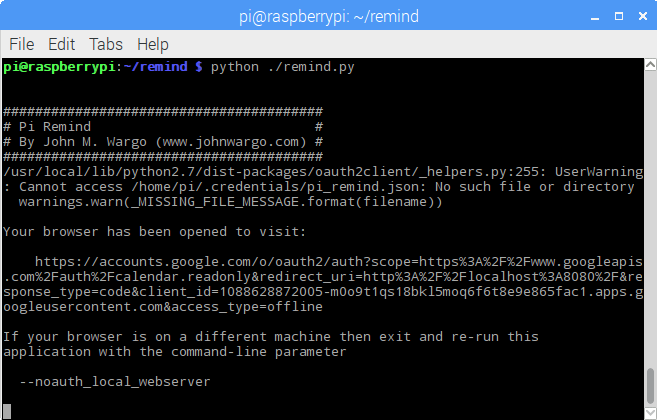 pi@raspberrypi: ~/remind
File Edit Tabs Help
pi@raspberrypi:~/remind $ python ./remind.py
########################################
# Pi Remind                            #
# By John M. Wargo (www.johnwargo.com) #
########################################
/usr/local/lib/python2.7/dist-packages/oauth2client/_helpers.py:255: UserWarning
: Cannot access /home/pi/.credentials/pi_remind.json: No such file or directory
  warnings.warn(_MISSING_FILE_MESSAGE.format(filename))
Your browser has been opened to visit:
    https://accounts.google.com/o/oauth2/auth?scope=https%3A%2F%2Fwww.googleapis
.com%2Fauth%2Fcalendar.readonly&redirect_uri=http%3A%2F%2Flocalhost%3A8080%2F&re
sponse_type=code&client_id=1088628872005-m0o9t1qs18bkl5moq6f6t8e9e865fac1.apps.g
oogleusercontent.com&access_type=offline
If your browser is on a different machine then exit and re-run this
application with the command-line parameter
  --noauth_local_webserver